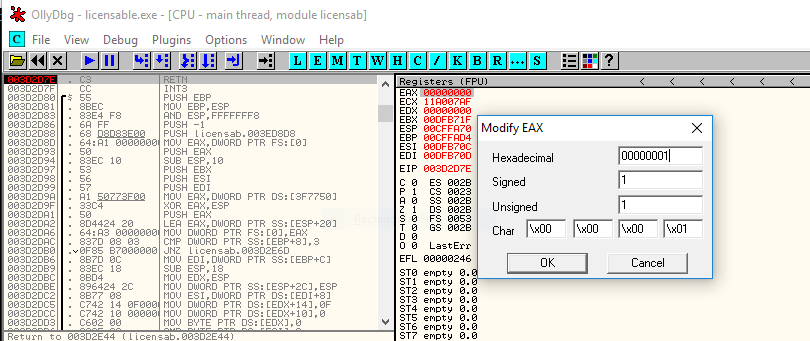 OllyDbg - licensable.exe - [CPU - main thread, module licensab]
C File View Debug Plugins Options Window Help
L E M T W H C / K B R ... S
003D2D7E . C3 RETN
003D2D7F CC INT3
003D2D80 r$ 55 PUSH EBP
003D2D81 . 8BEC MOV EBP,ESP
003D2D83 . 83E4 F8 AND ESP,FFFFFFF8
003D2D86 . 6A FF PUSH -1
003D2D88 . 68 D8D83E00 PUSH licensab.003ED8D8
003D2D8D . 64:A1 00000000 MOV EAX,DWORD PTR FS:[0]
003D2D93 . 50 PUSH EAX
003D2D94 . 83EC 10 SUB ESP,10
003D2D97 . 53 PUSH EBX
003D2D98 . 56 PUSH ESI
003D2D99 . 57 PUSH EDI
003D2D9A . A1 50773F00 MOV EAX,DWORD PTR DS:[3F7750]
003D2D9F . 33C4 XOR EAX,ESP
003D2DA1 . 50 PUSH EAX
003D2DA2 . 8D4424 20 LEA EAX,DWORD PTR SS:[ESP+20]
003D2DA6 . 64:A3 00000000 MOV DWORD PTR FS:[0],EAX
003D2DAC . 837D 08 03 CMP DWORD PTR SS:[EBP+8],3
003D2DB0 . 0F85 B7000000 JNZ licensab.003D2E6D
003D2DB6 . 8B7D 0C MOV EDI,DWORD PTR SS:[EBP+C]
003D2DB9 . 83EC 18 SUB ESP,18
003D2DBC . 8BD4 MOV EDX,ESP
003D2DBE . 896424 2C MOV DWORD PTR SS:[ESP+2C],ESP
003D2DC2 . 8B77 08 MOV ESI,DWORD PTR DS:[EDI+8]
003D2DC5 . C742 14 0F000 MOV DWORD PTR DS:[EDX+14],0F
003D2DCC . C742 10 00000 MOV DWORD PTR DS:[EDX+10],0
003D2DD3 . C602 00 MOV BYTE PTR DS:[EDX],0
Return to 003D2E44 (licensab.003D2E44)
Registers (FPU) < < < < < <
EAX 00000000
ECX 11A007AF
EDX 00000000
EBX 00DFB71F
ESP 00CFFA70
EBP 00CFFAD4
ESI 00DFB70C
EDI 00DFB70D
EIP 003D2D7E
C 0 ES 002B
P 1 CS 0023
A 0 SS 002B
Z 1 DS 002B
S 0 FS 0053
T 0 GS 002B
D 0
O 0 LastErr
EFL 00000246
ST0 empty 0.0
ST1 empty 0.0
ST2 empty 0.0
ST3 empty 0.0
ST4 empty 0.0
ST5 empty 0.0
ST6 empty 0.0
ST7 empty 0.0
Modify EAX
Hexadecimal 00000001
Signed 1
Unsigned 1
Char \x00 \x00 \x00 \x01
OK Cancel